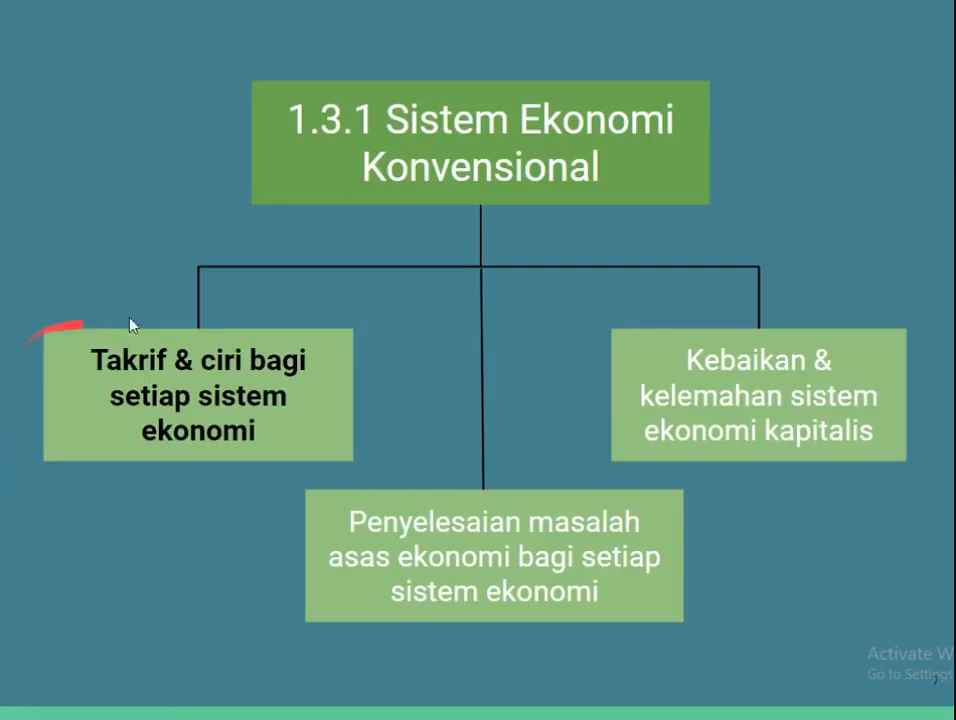 1.3.1 Sistem Ekonomi
Konvensional
Takrif & ciri bagi
setiap sistem
ekonomi
Kebaikan &
kelemahan sistem
ekonomi kapitalis
Penyelesaian masalah
asas ekonomi bagi setiap
sistem ekonomi
Activate W
Go to Settings
7